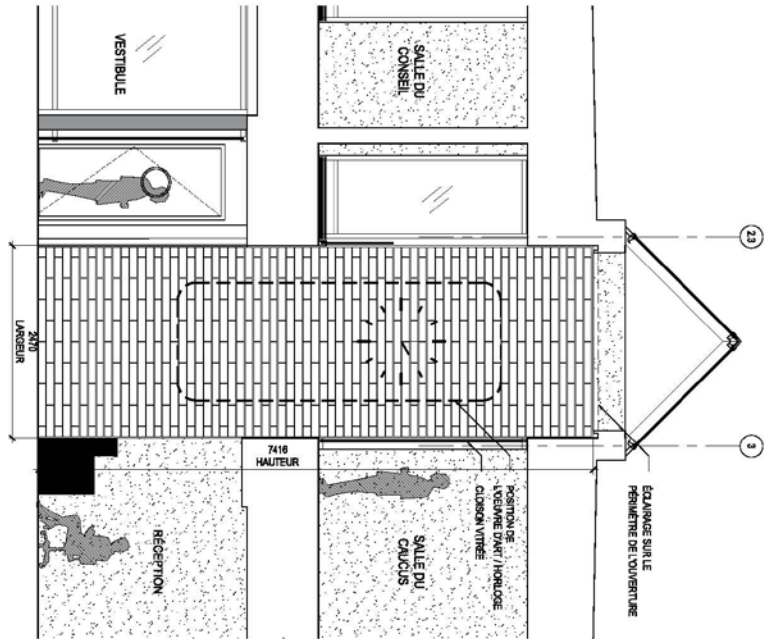 VESTIBULE
SALLE DU
CONSEIL
2.3
3
2470
LARGEUR
7416
HAUTEUR
RÉCEPTION
SALLE DU
CAUCUS
CLOISON VITRÉE
POSITION DE
L'OEUVRE D'ART / HORLOGE
ÉCLAIRAGE SUR LE
PÉRIMÈTRE DE L'OUVERTURE